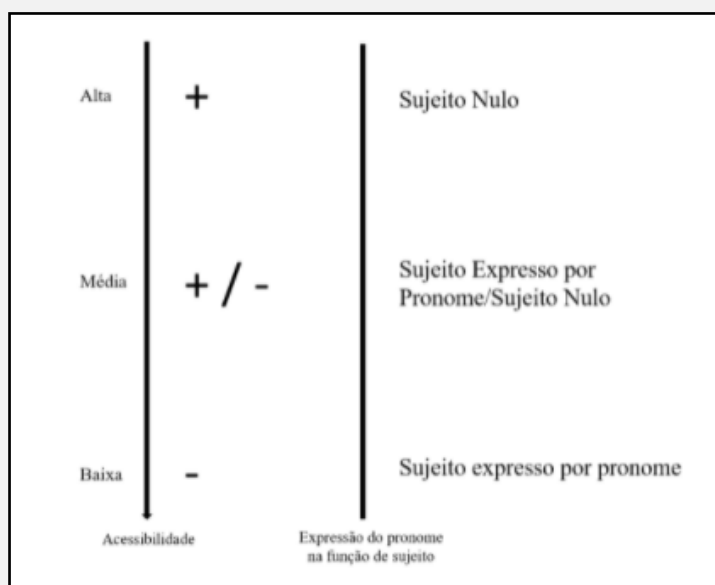 Alta
+
Sujeito Nulo
Média
+ / -
Sujeito Expresso por
Pronome/Sujeito Nulo
Baixa
-
Sujeito expresso por pronome
Acessibilidade
Expressão do pronome
na função de sujeito